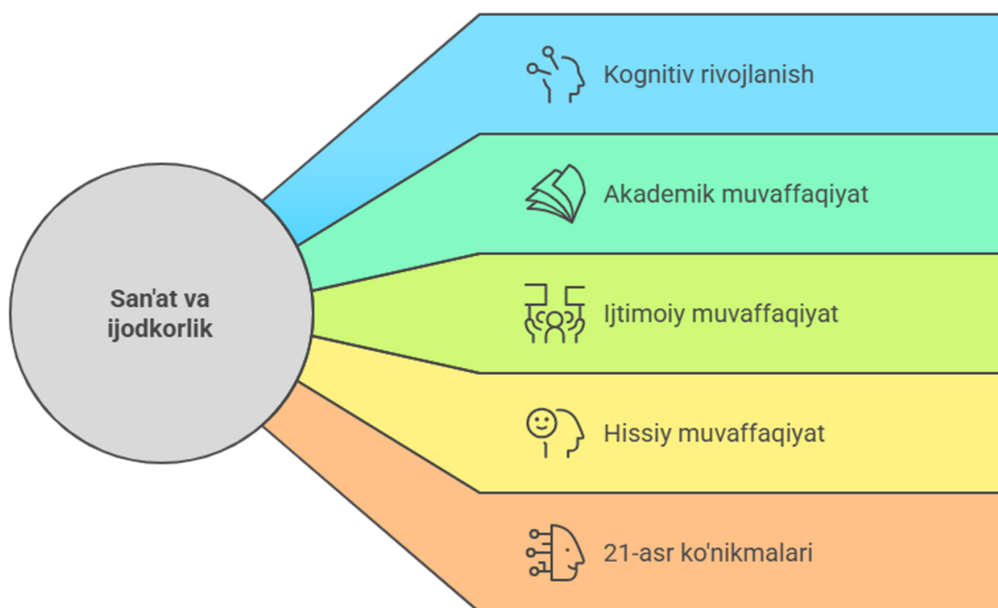 San'at va
ijodkorlik
Kognitiv rivojlanish
Akademik muvaffaqiyat
Ijtimoiy muvaffaqiyat
Hissiy muvaffaqiyat
21-asr ko'nikmalari